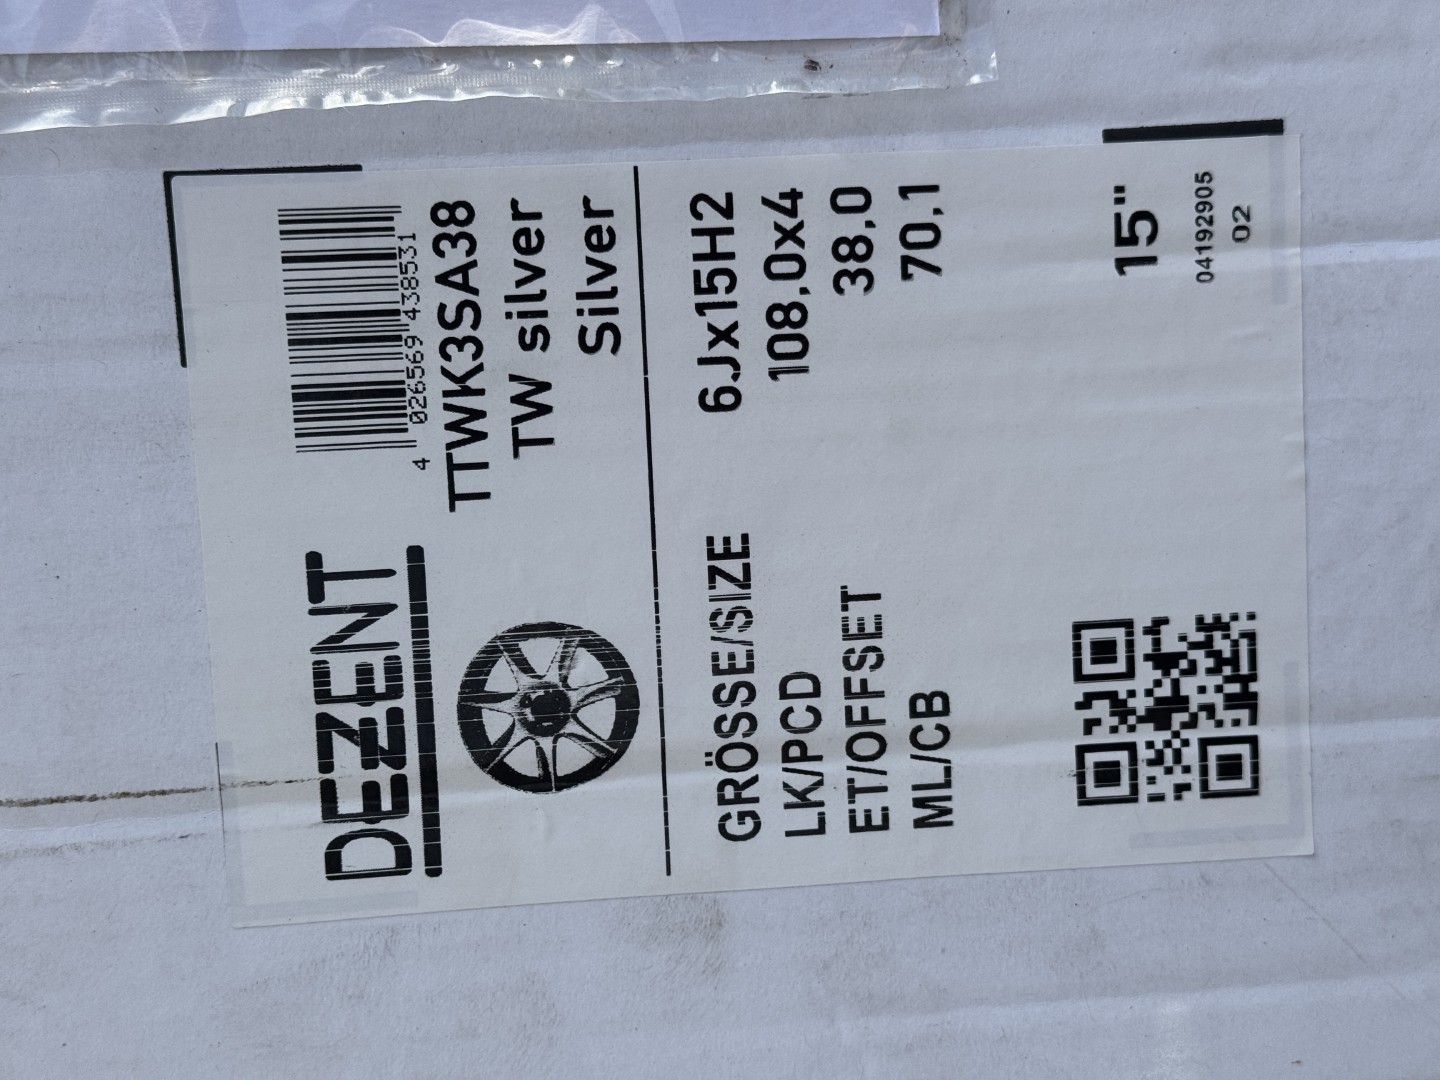 DEZENT
4 026569 438531
TTWK3SA38
TW silver
Silver
GRÖSSE/SIZE 6Jx15H2
LK/PCD 108,0x4
ET/OFFSET 38,0
ML/CB 70,1
15"
04192905
02